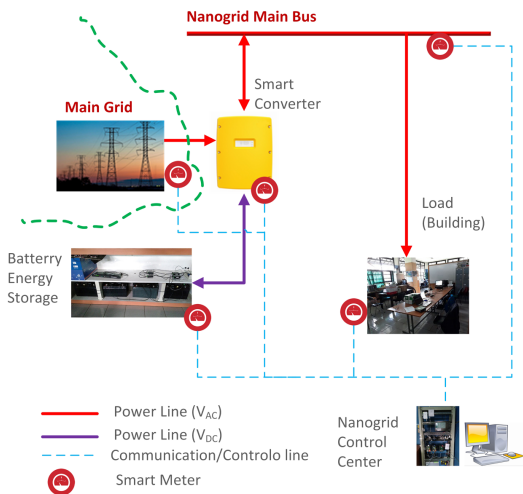 Nanogrid Main Bus
Smart
Converter
Main Grid
Load
(Building)
Batterry
Energy
Storage
Power Line (VAC)
Power Line (VDC)
Communication/Controlo line
Smart Meter
Nanogrid
Control
Center